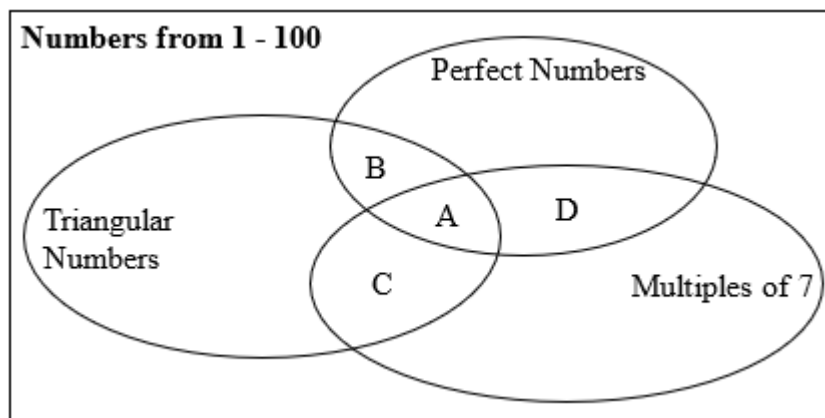 Numbers from 1 - 100
Perfect Numbers
B
Triangular
Numbers
A
D
C
Multiples of 7